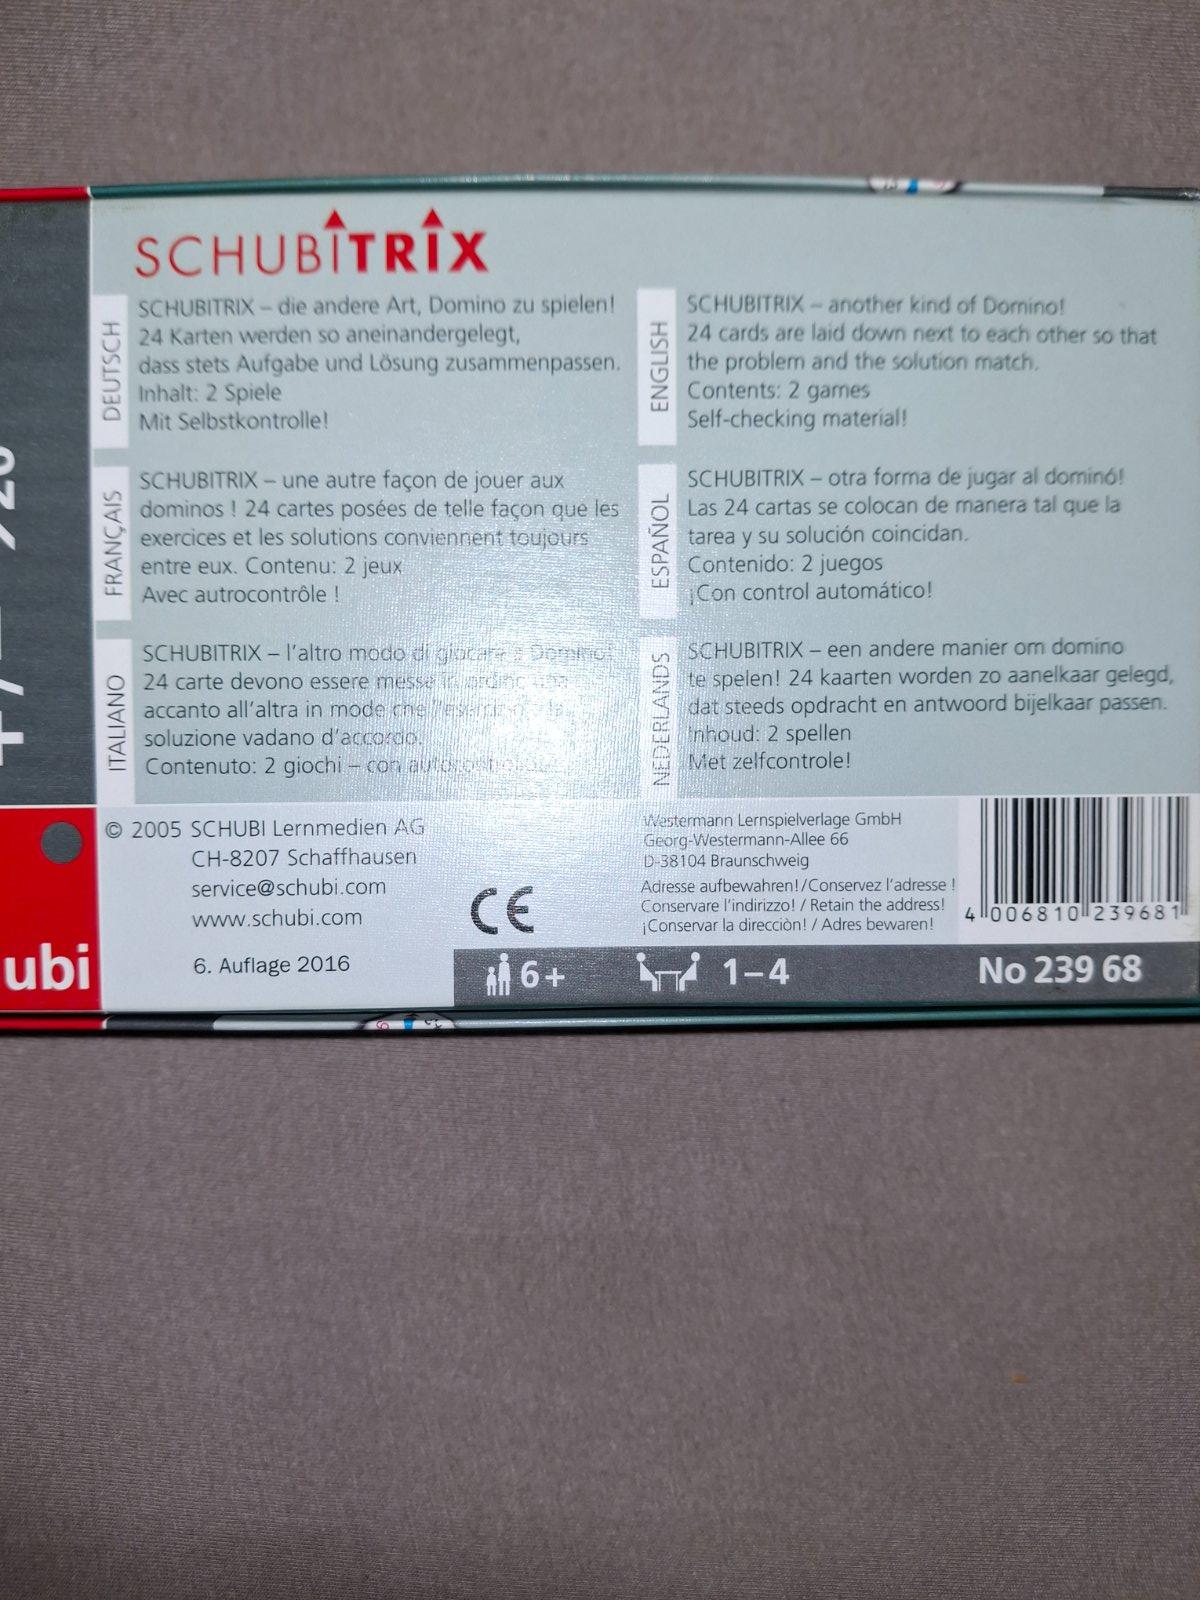 SCHUBITRIX
DEUTSCH
SCHUBITRIX – die andere Art, Domino zu spielen!
24 Karten werden so aneinandergelegt,
dass stets Aufgabe und Lösung zusammenpassen.
Inhalt: 2 Spiele
Mit Selbstkontrolle!
FRANÇAIS
SCHUBITRIX – une autre façon de jouer aux
dominos ! 24 cartes posées de telle façon que les
exercices et les solutions conviennent toujours
entre eux. Contenu: 2 jeux
Avec autrocontrôle !
ITALIANO
SCHUBITRIX – l'altro modo di giocare a Domino!
24 carte devono essere messe in ordine una
accanto all'altra in mode che l'esercizio e la
soluzione vadano d'accordo.
Contenuto: 2 giochi – con
ENGLISH
SCHUBITRIX – another kind of Domino!
24 cards are laid down next to each other so that
the problem and the solution match.
Contents: 2 games
Self-checking material!
ESPAÑOL
SCHUBITRIX – otra forma de jugar al dominó!
Las 24 cartas se colocan de manera tal que la
tarea y su solución coincidan.
Contenido: 2 juegos
¡Con control automático!
NEDERLANDS
SCHUBITRIX – een andere manier om domino
te spelen! 24 kaarten worden zo aanelkaar gelegd,
dat steeds opdracht en antwoord bijelkaar passen.
Inhoud: 2 spellen
Met zelfcontrole!
© 2005 SCHUBI Lernmedien AG
CH-8207 Schaffhausen
service@schubi.com
www.schubi.com
6. Auflage 2016
CE
Westermann Lernspielverlage GmbH
Georg-Westermann-Allee 66
D-38104 Braunschweig
Adresse aufbewahren! / Conservez l'adresse !
Conservare l'indirizzo! / Retain the address!
¡Conservar la direcciòn! / Adres bewaren!
4 006810 239681
6+
1–4
No 239 68
ubi